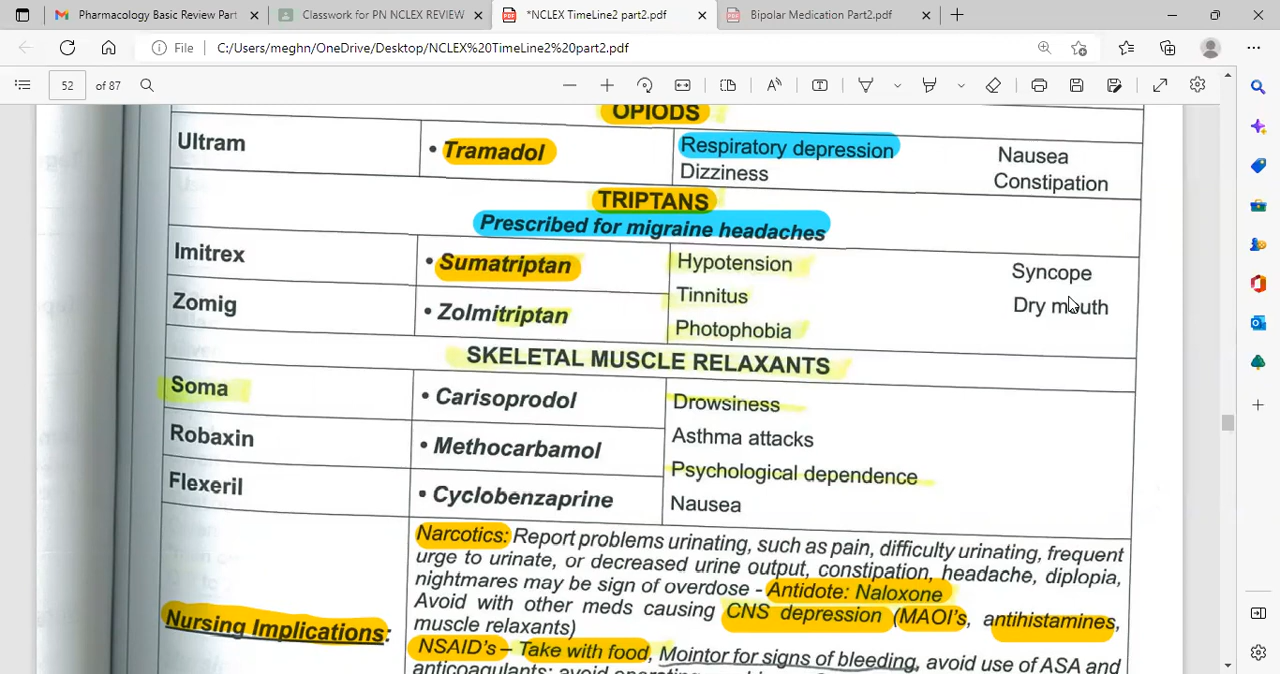 Pharmacology Basic Review Part
Classwork for PN NCLEX REVIEW
*NCLEX TimeLine2 part2.pdf
Bipolar Medication Part2.pdf
File
C:/Users/meghn/OneDrive/Desktop/NCLEX%20TimeLine2%20part2.pdf
52 of 87
OPIODS
Ultram • Tramadol Respiratory depression Nausea
Dizziness Constipation
TRIPTANS
Prescribed for migraine headaches
Imitrex • Sumatriptan Hypotension Syncope
Tinnitus Dry mouth
Zomig • Zolmitriptan Photophobia
SKELETAL MUSCLE RELAXANTS
Soma • Carisoprodol Drowsiness
Robaxin • Methocarbamol Asthma attacks
Psychological dependence
Flexeril • Cyclobenzaprine Nausea
Narcotics: Report problems urinating, such as pain, difficulty urinating, frequent
urge to urinate, or decreased urine output, constipation, headache, diplopia,
nightmares may be sign of overdose - Antidote: Naloxone
Avoid with other meds causing CNS depression (MAOI's, antihistamines,
muscle relaxants)
Nursing Implications:
NSAID's – Take with food, Mointor for signs of bleeding, avoid use of ASA and